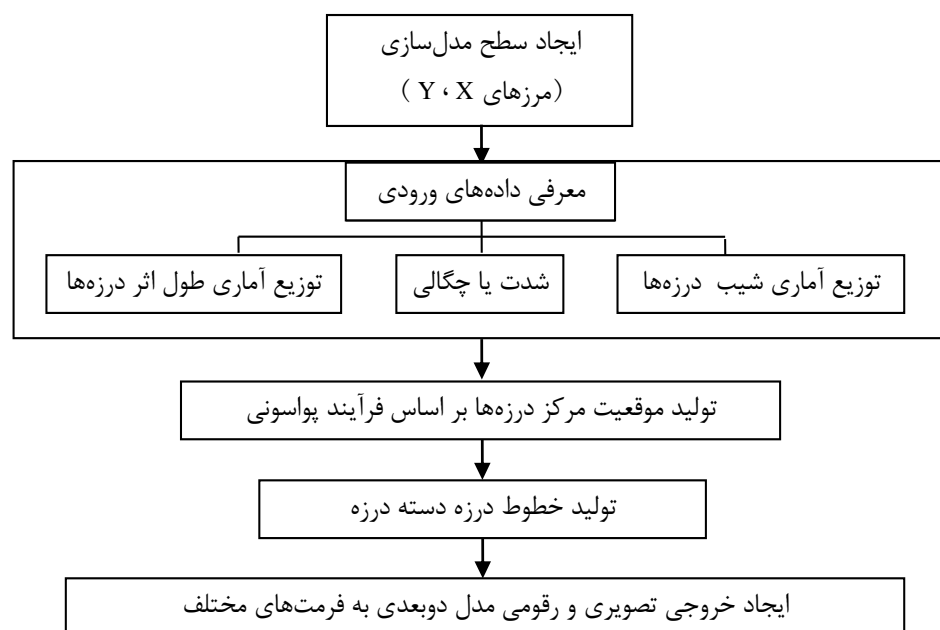 ایجاد سطح مدل‌سازی
(مرزهای Y ، X )
معرفی داده‌های ورودی
توزیع آماری شیب درزه‌ها
شدت یا چگالی
توزیع آماری طول اثر درزه‌ها
تولید موقعیت مرکز درزه‌ها بر اساس فرآیند پواسونی
تولید خطوط درزه دسته درزه
ایجاد خروجی تصویری و رقومی مدل دوبعدی به فرمت‌های مختلف